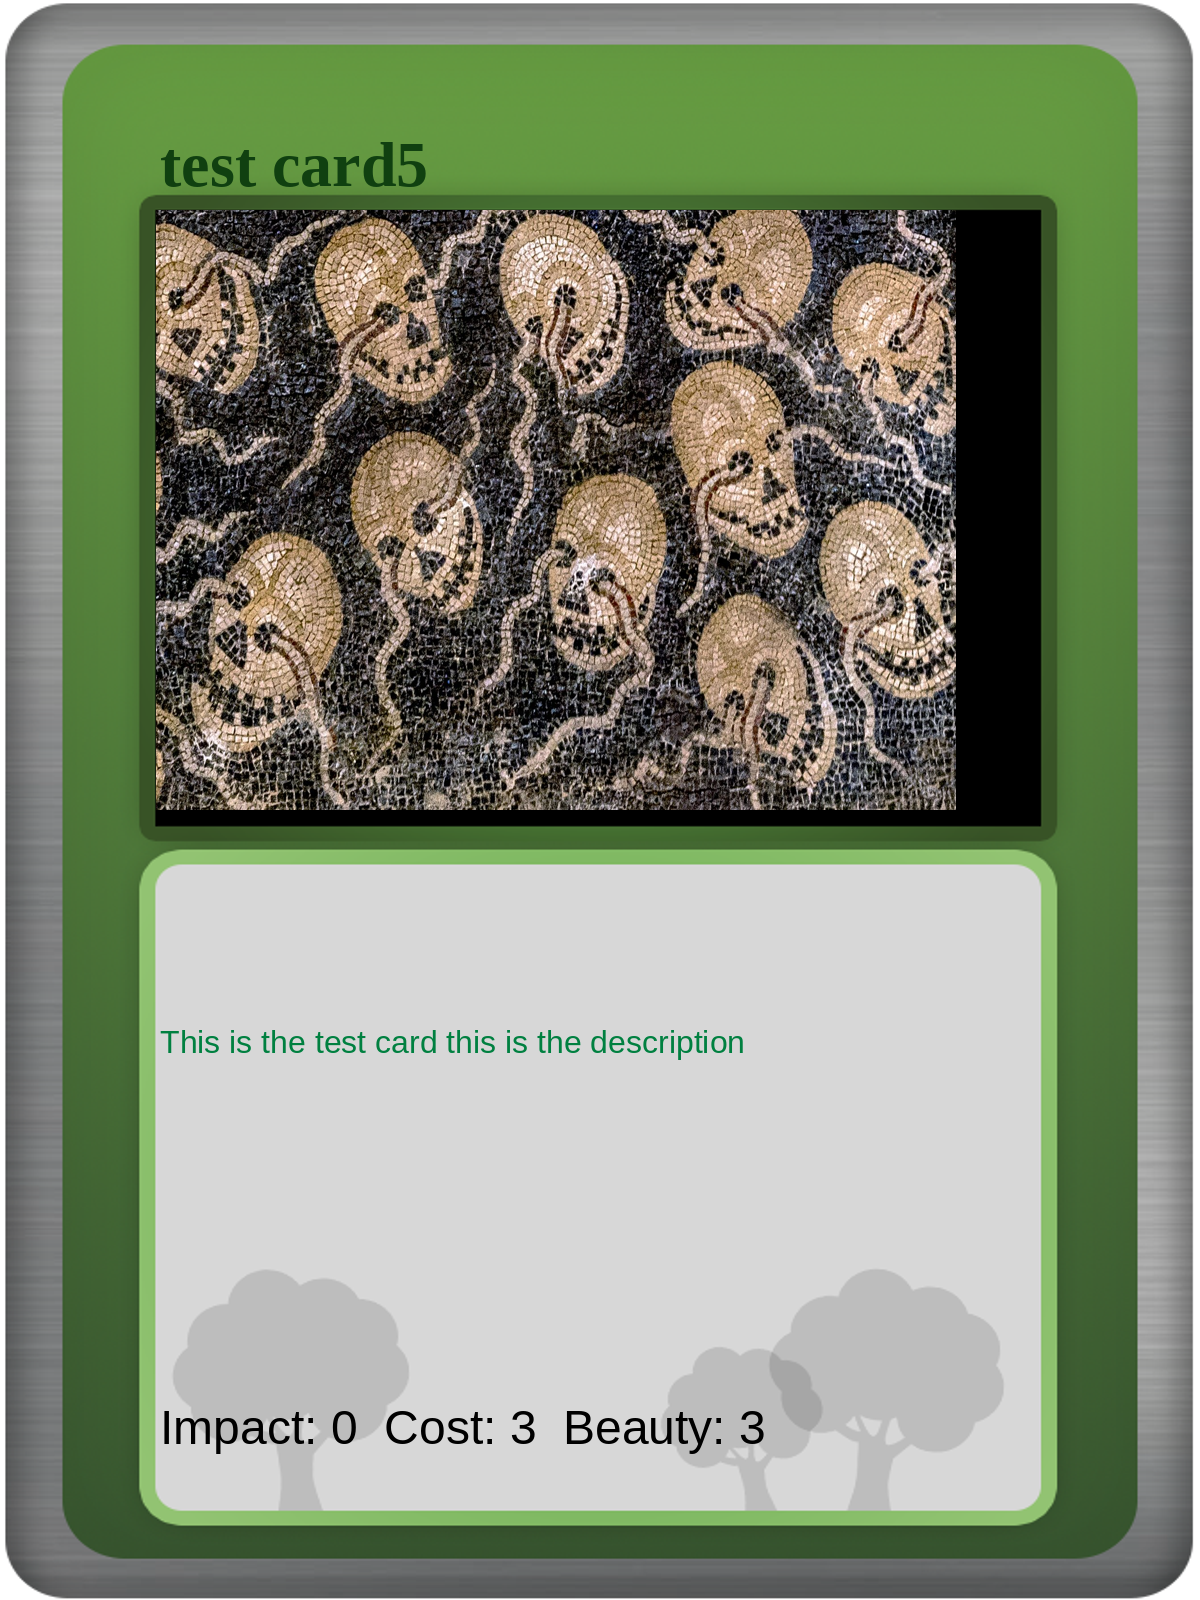 test card5
This is the test card this is the description
Impact: 0  Cost: 3  Beauty: 3